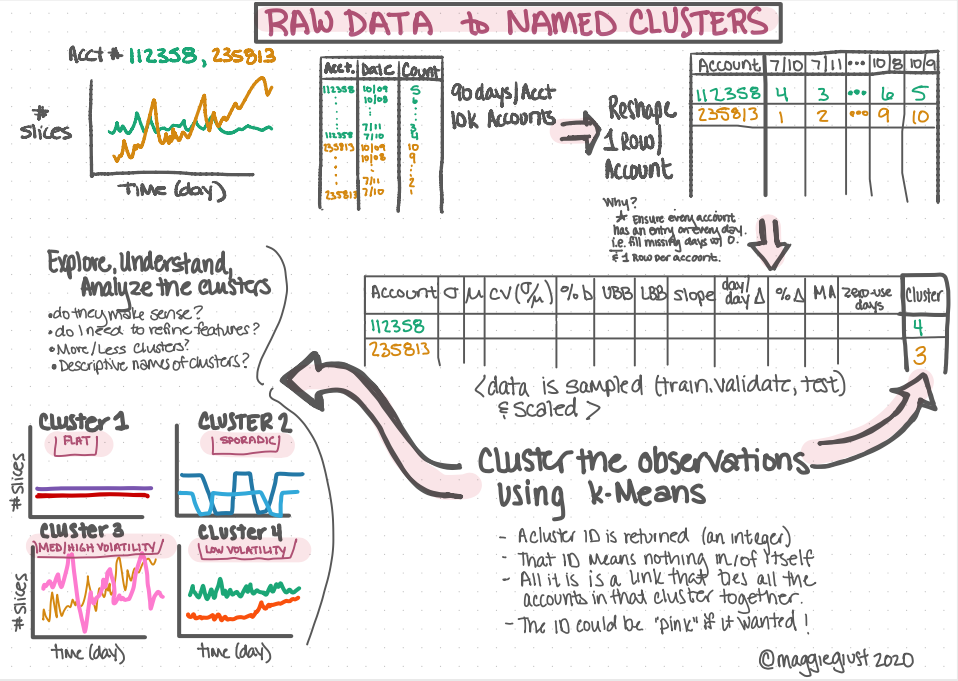 RAW DATA to NAMED CLUSTERS
Acct # 112358, 235813
# slices
TIME (day)
Acct. Date Count
112358 10/09 5
10/08 6
112358 7/11 3
7/10 4
235813 10/09 10
10/08 9
7/11 2
235813 7/10 1
90 days/Acct
10k Accounts
Reshape
1 Row/
Account
Account 7/10 7/11 ••• 10/8 10/9
112358 4 3 ••• 6 5
235813 1 2 ••• 9 10
Why?
* Ensure every account
has an entry on every day.
i.e. fill missing days w/ 0.
& 1 Row per account.
Account σ μ CV(σ/μ) %b UBB LBB Slope day/day Δ %Δ MA zero-use days Cluster
112358 4
235813 3
<data is sampled (train, validate, test)
& scaled>
Cluster the observations
using k-Means
- A cluster ID is returned (an integer)
- That ID means nothing in/of itself
- All it is is a link that ties all the
accounts in that cluster together.
- The ID could be "pink" if it wanted!
Explore, Understand,
Analyze the clusters
• do they make sense?
• do I need to refine features?
• More/Less clusters?
• Descriptive names of clusters?
Cluster 1
FLAT
# slices
CLUSTER 2
SPORADIC
Cluster 3
MED/HIGH VOLATILITY
# slices
time (day)
Cluster 4
LOW VOLATILITY
time (day)
©maggiegiust 2020